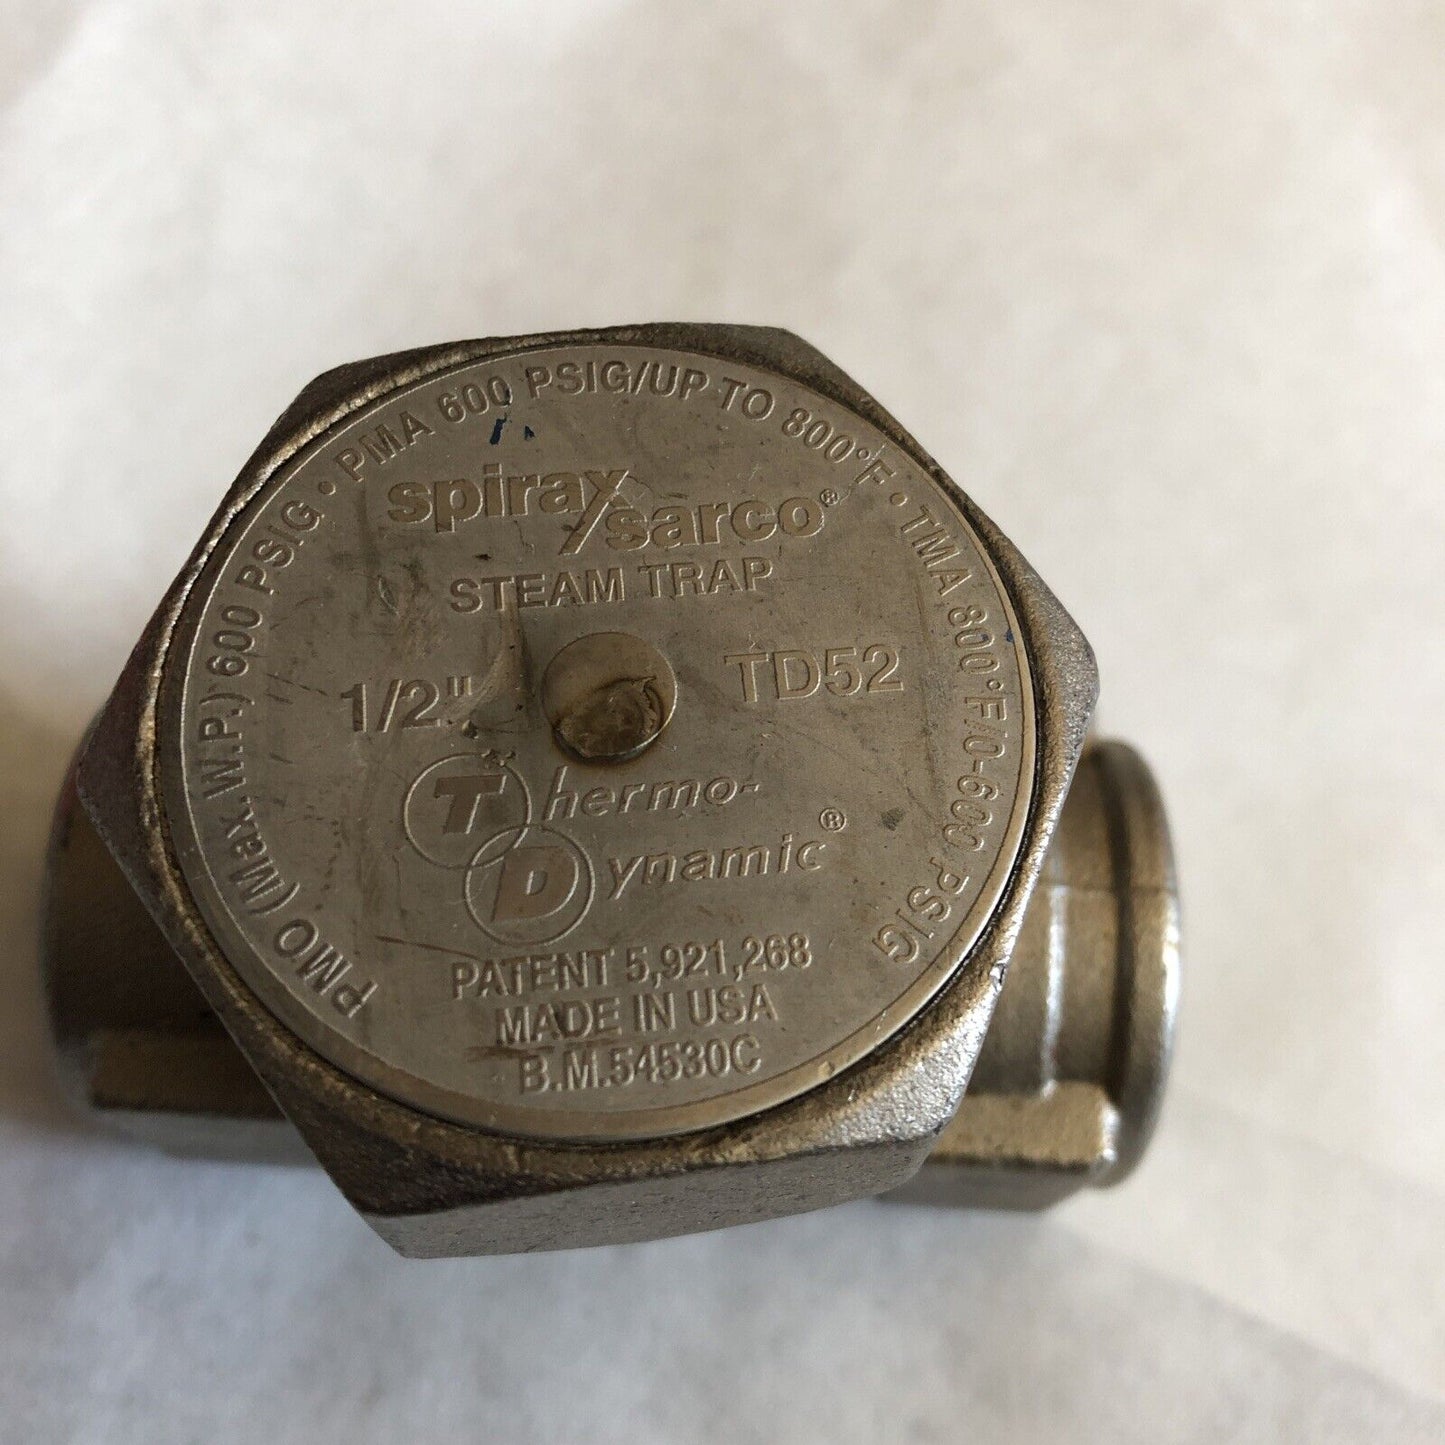 PMO (Max.W.P.) 600 PSIG • PMA 600 PSIG/UP TO 800°F • TMA 800°F/0-600 PSIG
spirax/sarco®
STEAM TRAP
1/2" TD52
Thermo-
Dynamic®
PATENT 5,921,268
MADE IN USA
B.M.54530C